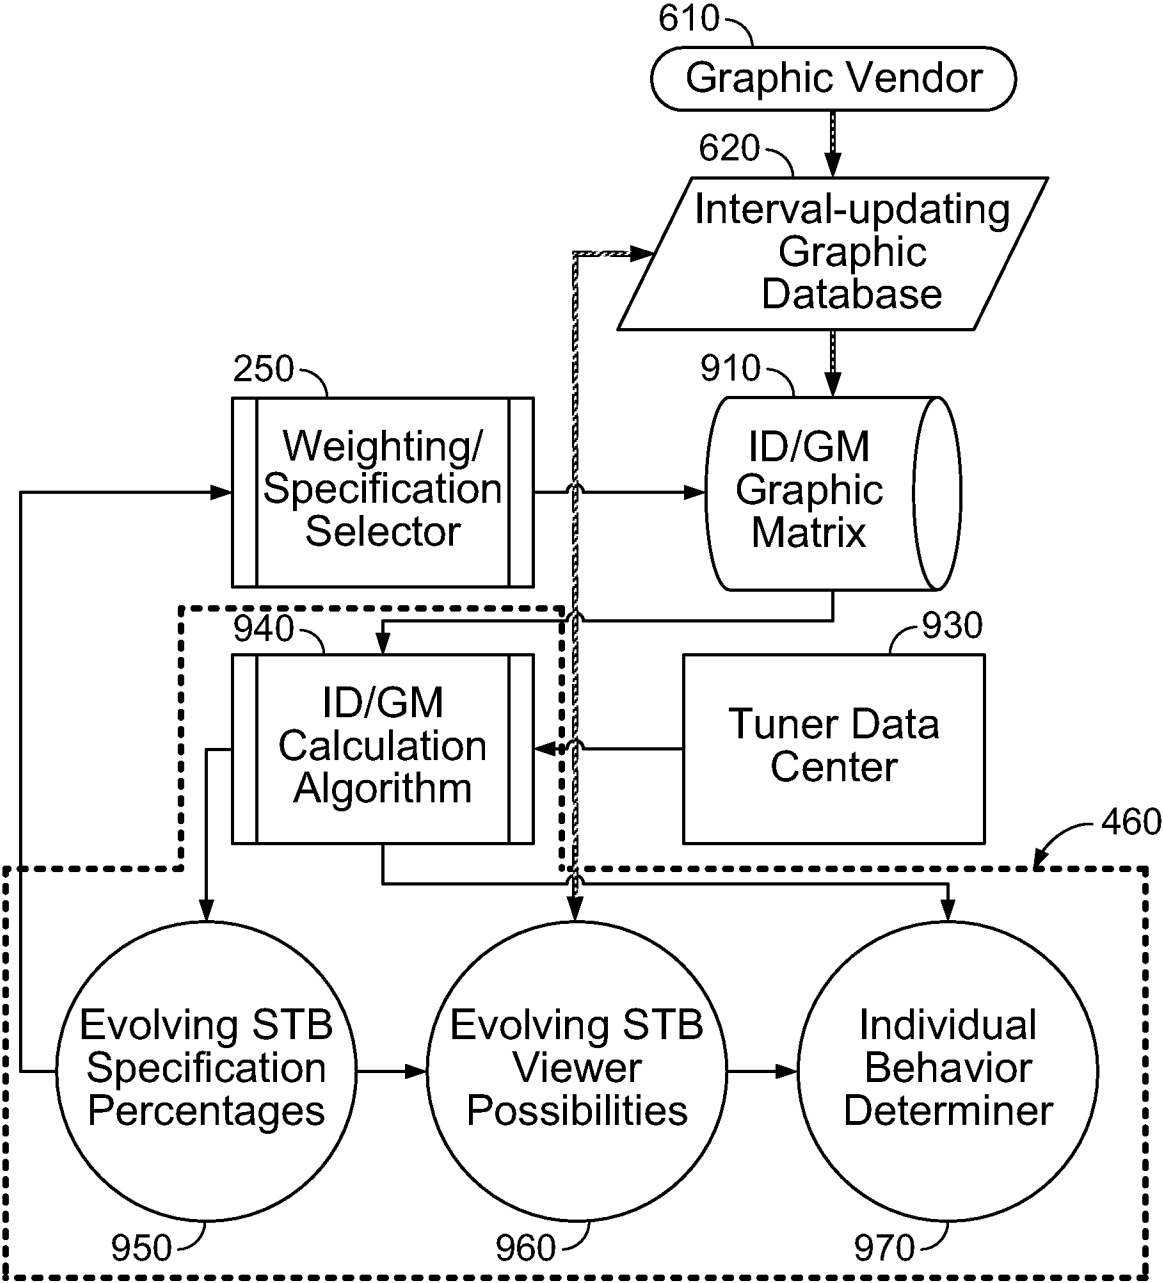 610
Graphic Vendor
620
Interval-updating
Graphic
Database
250
Weighting/
Specification
Selector
910
ID/GM
Graphic
Matrix
940
ID/GM
Calculation
Algorithm
930
Tuner Data
Center
460
Evolving STB
Specification
Percentages
950
Evolving STB
Viewer
Possibilities
960
Individual
Behavior
Determiner
970